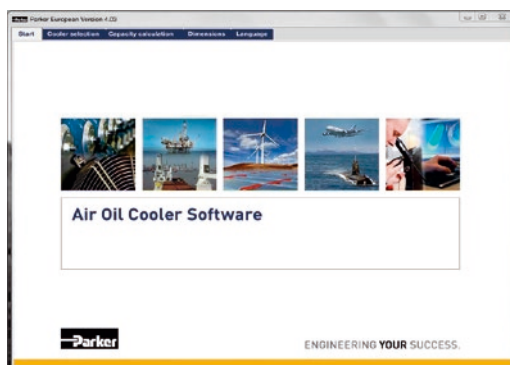 Parker European Version 4.09
Start Cooler selection Capacity calculation Dimensions Language
Air Oil Cooler Software
Parker
ENGINEERING YOUR SUCCESS.